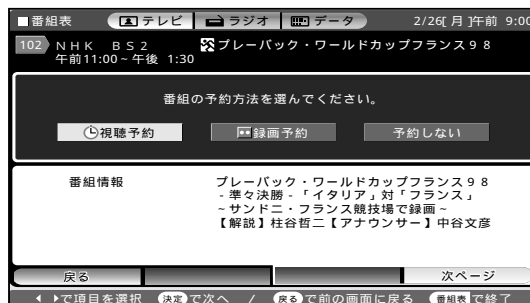 ■番組表 テレビ ラジオ データ 2/26[月]午前 9:00
102 NHK BS2 プレーバック・ワールドカップフランス98
午前11:00~午後 1:30
番組の予約方法を選んでください。
視聴予約 録画予約 予約しない
番組情報 プレーバック・ワールドカップフランス98
-準々決勝-「イタリア」対「フランス」
~サンドニ・フランス競技場で録画~
【解説】柱谷哲二【アナウンサー】中谷文彦
戻る 次ページ
で項目を選択 決定で次へ / 戻るで前の画面に戻る 番組表で終了